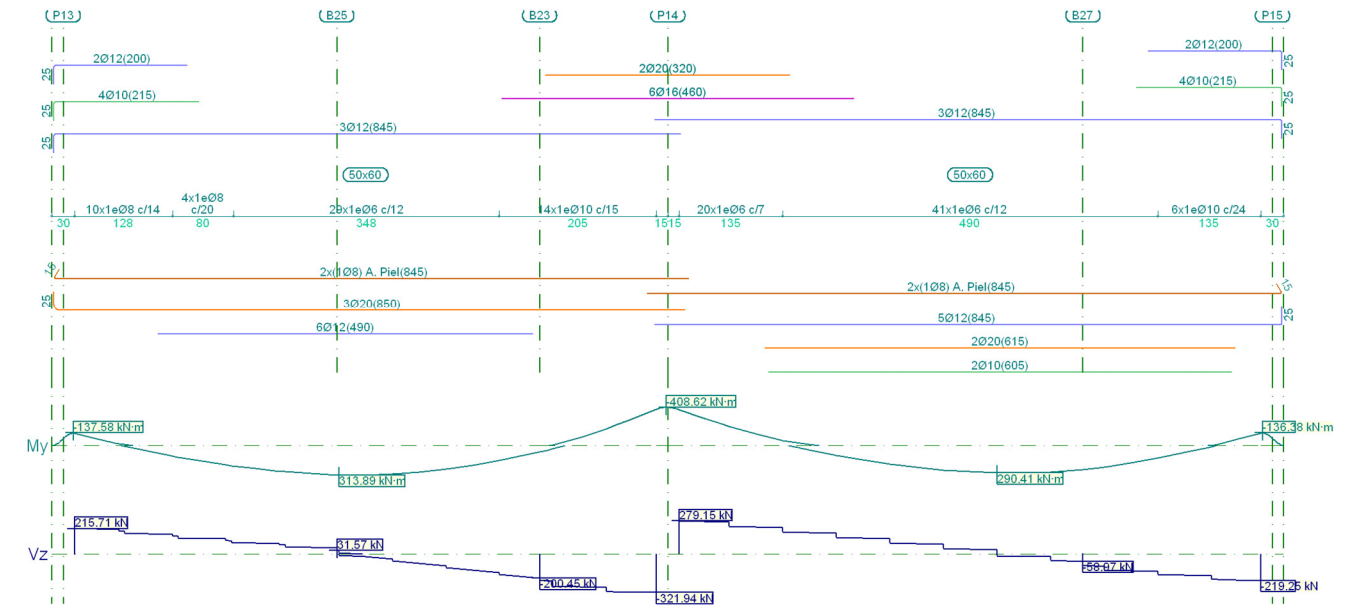 P13
B25
B23
P14
B27
P15
2Ø12(200)
25
2Ø12(200)
25
2Ø20(320)
4Ø10(215)
25
4Ø10(215)
25
6Ø16(460)
3Ø12(845)
25
3Ø12(845)
25
50x60
50x60
10x1eØ8 c/14
4x1eØ8
c/20
29x1eØ6 c/12
14x1eØ10 c/15
20x1eØ6 c/7
41x1eØ6 c/12
6x1eØ10 c/24
30
128
80
348
205
1515
135
490
135
30
15
2x(1Ø8) A. Piel(845)
2x(1Ø8) A. Piel(845)
15
25
3Ø20(850)
5Ø12(845)
25
6Ø12(490)
2Ø20(615)
2Ø10(605)
My
-137.58 kN·m
313.89 kN·m
-408.62 kN·m
290.41 kN·m
-136.38 kN·m
Vz
215.71 kN
31.57 kN
-200.45 kN
-321.94 kN
279.15 kN
-58.07 kN
-219.25 kN